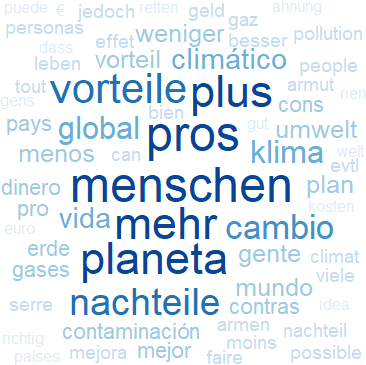 puede € jedoch retten geld ahnung
personas effet weniger gaz besser pollution
dass leben vorteil climático people
tout vorteile plus armut rien
gens bien cons
pays global pros gut umwelt
menos can klima welt evtl
dinero menschen plan
pro vida mehr cambio kosten
euro
erde planeta gente climat
gases viele
serre nachteile mundo contras idea
richtig contaminación armen nachteil
países mejora mejor moins faire possible